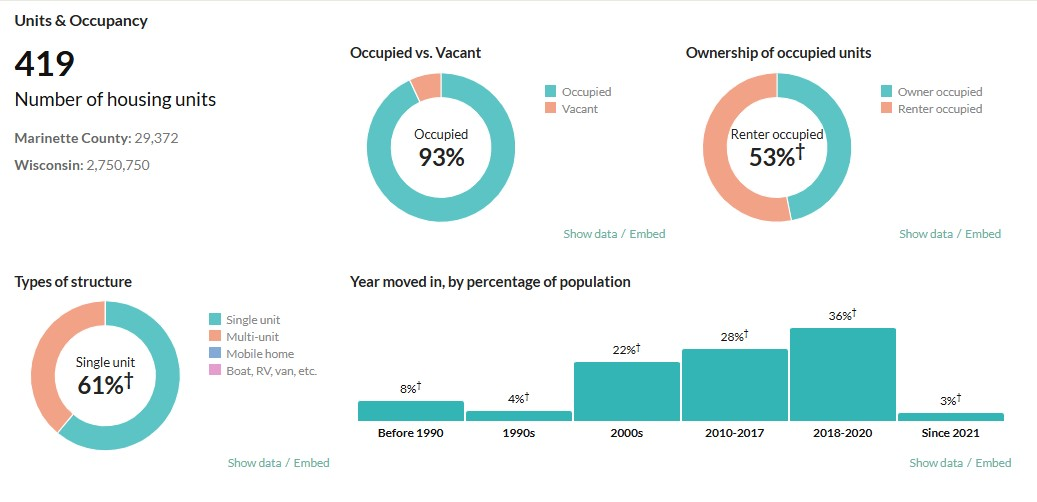 Units & Occupancy
419
Number of housing units
Marinette County: 29,372
Wisconsin: 2,750,750
Occupied vs. Vacant
Occupied
93%
Occupied
Vacant
Show data / Embed
Ownership of occupied units
Renter occupied
53%†
Owner occupied
Renter occupied
Show data / Embed
Types of structure
Single unit
61%†
Single unit
Multi-unit
Mobile home
Boat, RV, van, etc.
Show data / Embed
Year moved in, by percentage of population
8%† 4%† 22%† 28%† 36%† 3%†
Before 1990 1990s 2000s 2010-2017 2018-2020 Since 2021
Show data / Embed